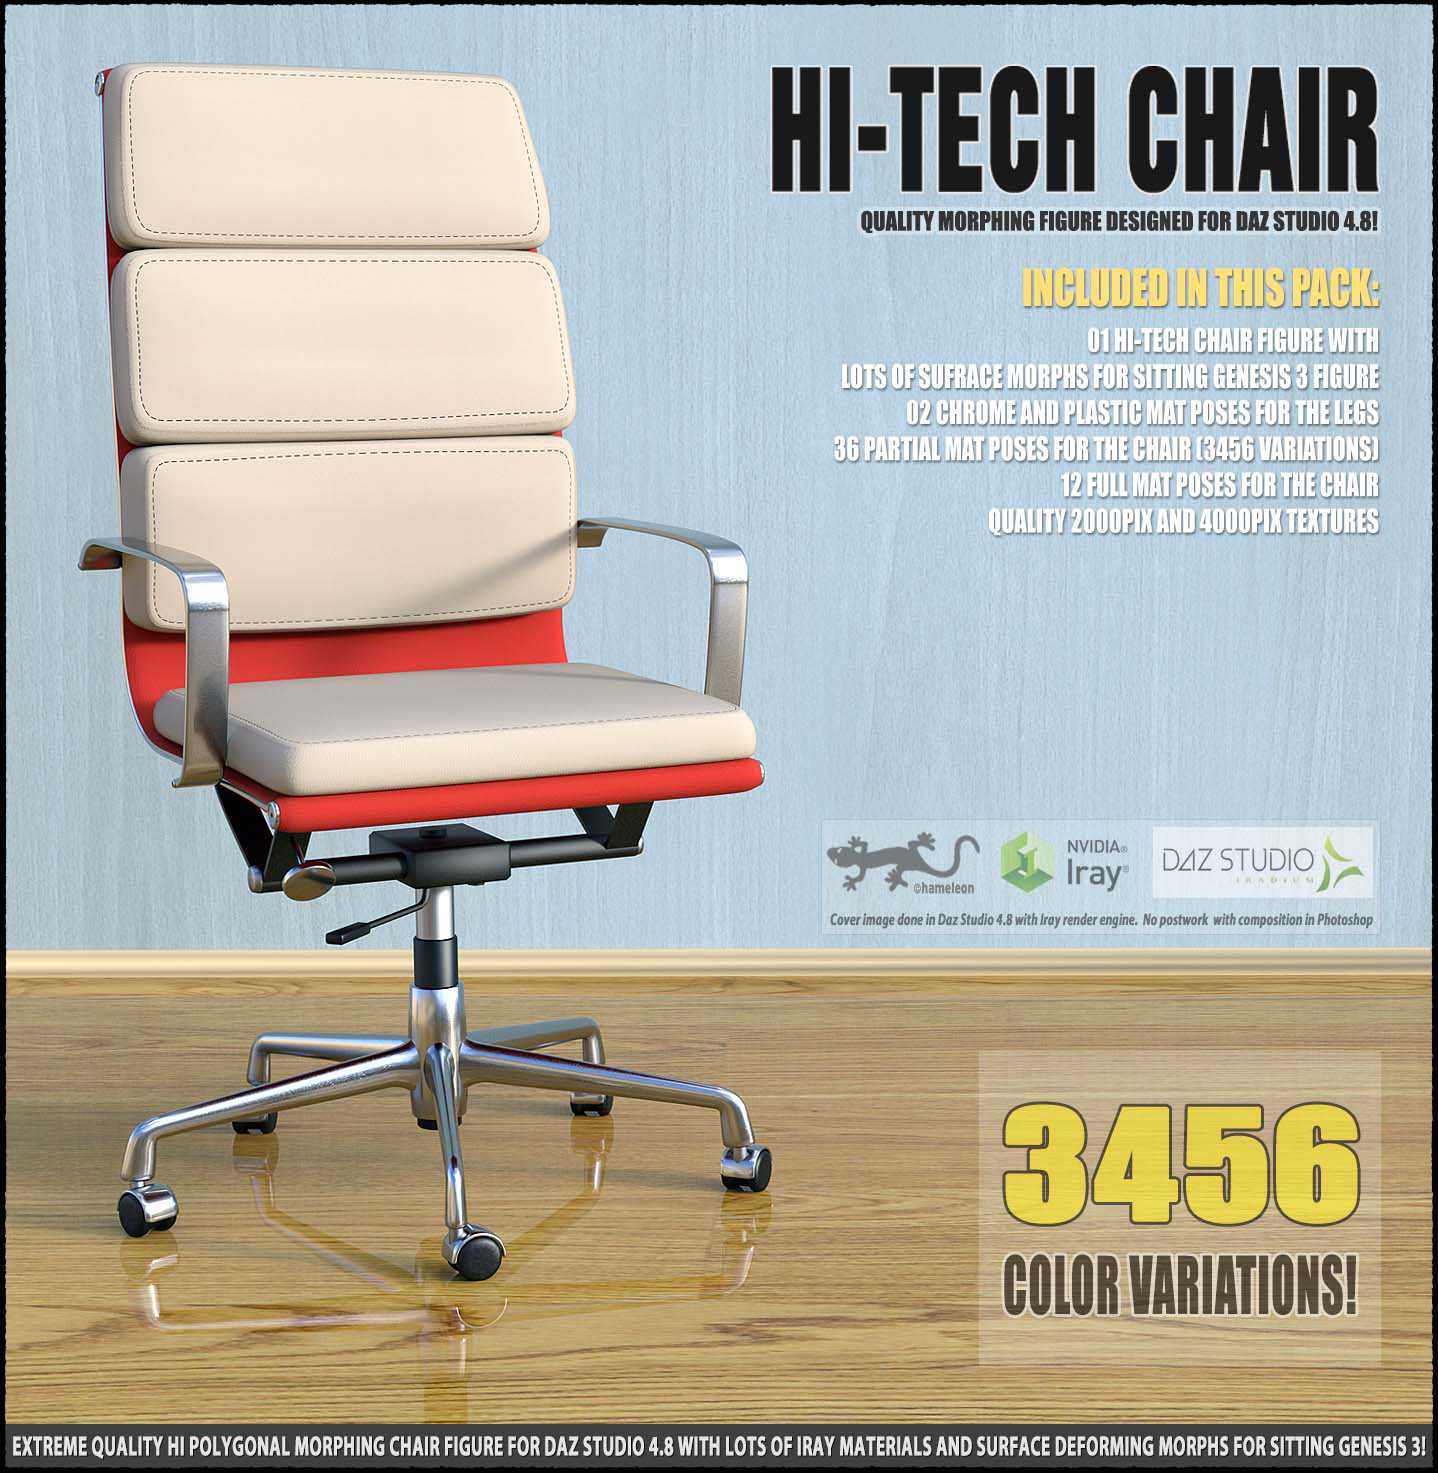 HI-TECH CHAIR
QUALITY MORPHING FIGURE DESIGNED FOR DAZ STUDIO 4.8!
INCLUDED IN THIS PACK:
01 HI-TECH CHAIR FIGURE WITH
LOTS OF SUFRACE MORPHS FOR SITTING GENESIS 3 FIGURE
02 CHROME AND PLASTIC MAT POSES FOR THE LEGS
36 PARTIAL MAT POSES FOR THE CHAIR (3456 VARIATIONS)
12 FULL MAT POSES FOR THE CHAIR
QUALITY 2000PIX AND 4000PIX TEXTURES
©hameleon
NVIDIA®
Iray®
DAZ STUDIO
IRADIUM
Cover image done in Daz Studio 4.8 with Iray render engine. No postwork with composition in Photoshop
3456
COLOR VARIATIONS!
EXTREME QUALITY HI POLYGONAL MORPHING CHAIR FIGURE FOR DAZ STUDIO 4.8 WITH LOTS OF IRAY MATERIALS AND SURFACE DEFORMING MORPHS FOR SITTING GENESIS 3!